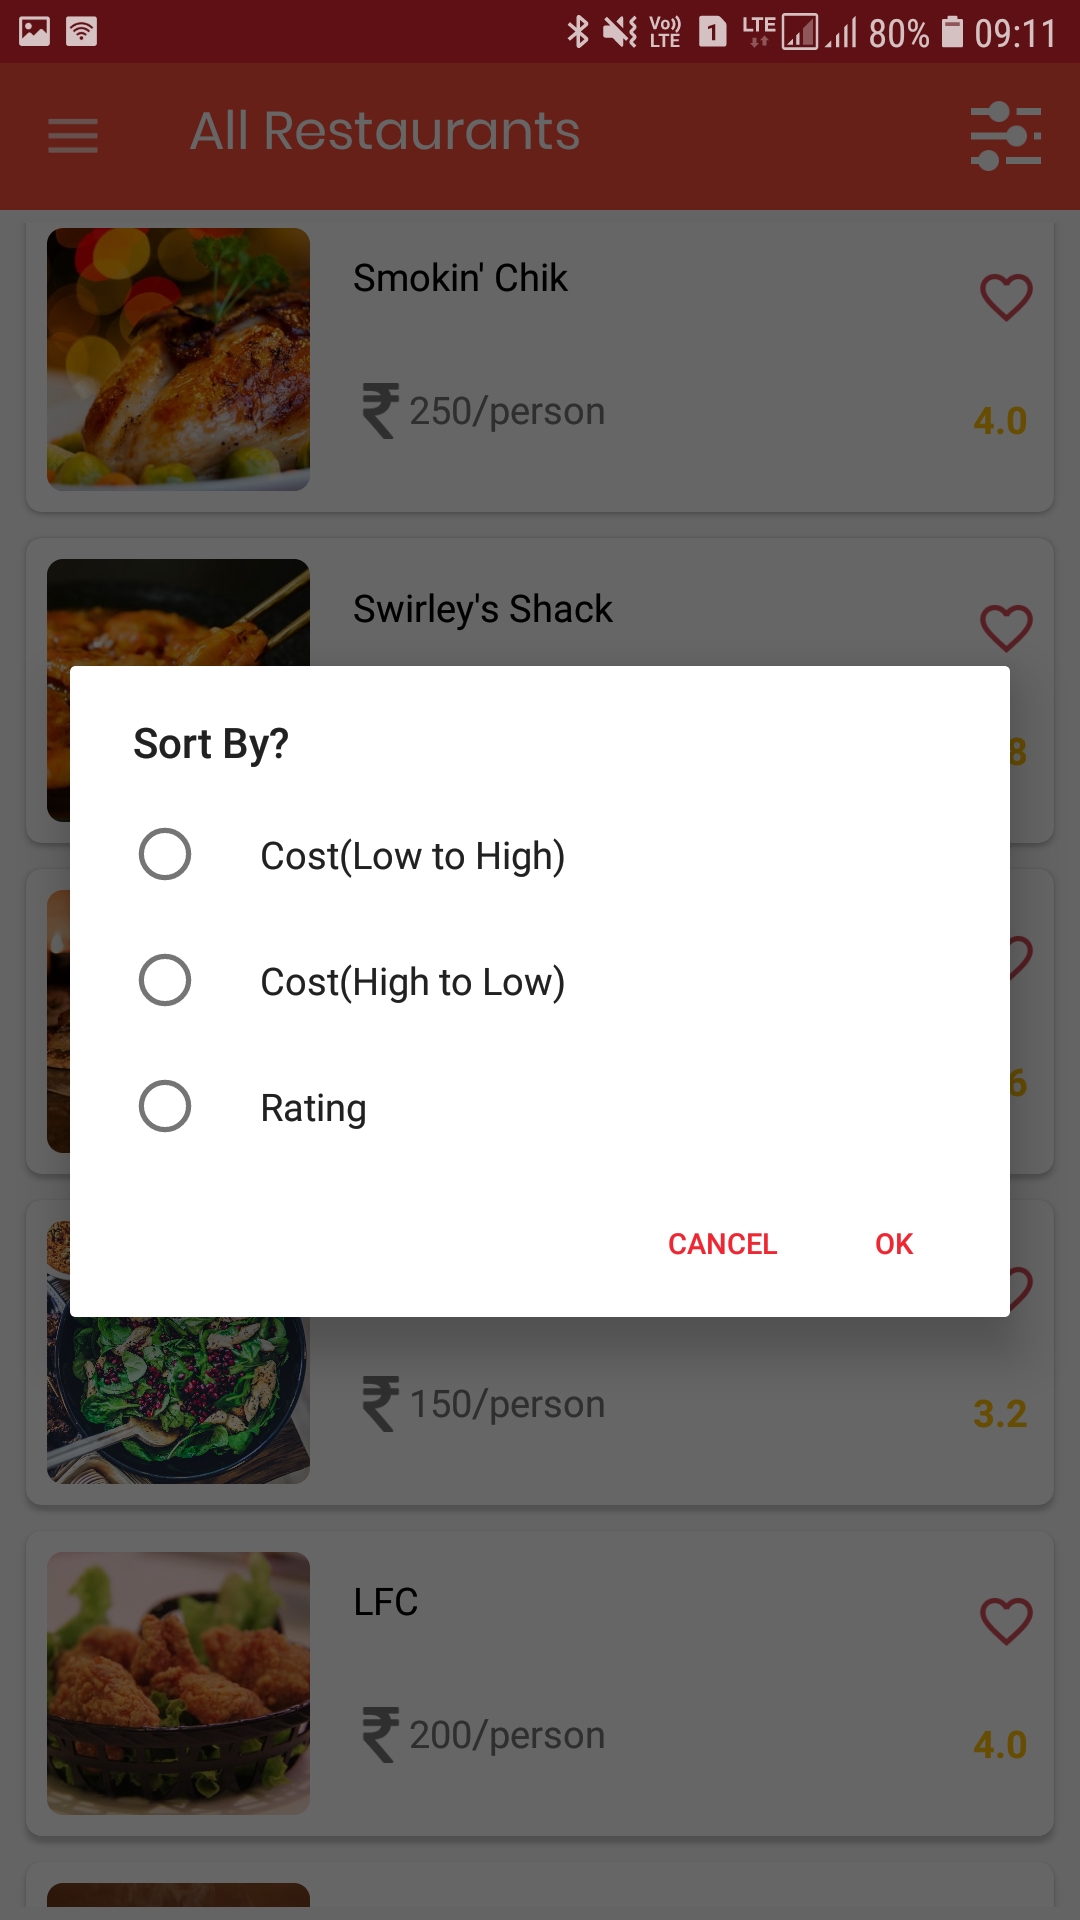 Vo)) LTE 1 LTE 80% 09:11
All Restaurants
Smokin' Chik
₹ 250/person
4.0
Swirley's Shack
8
Sort By?
Cost(Low to High)
Cost(High to Low)
6
Rating
CANCEL OK
₹ 150/person
3.2
LFC
₹ 200/person
4.0